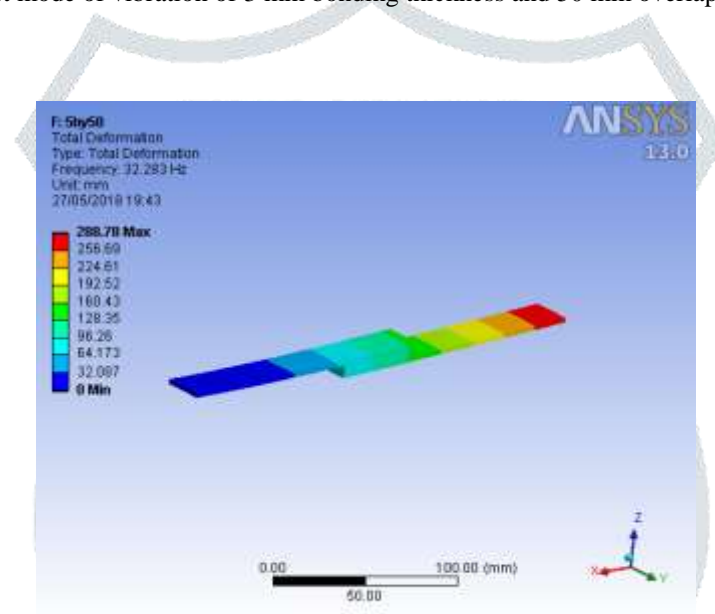 mode of vibration of 5 mm bonding thickness and 50 mm overlap
F: 5by50
Total Deformation
Type: Total Deformation
Frequency: 32.283 Hz
Unit: mm
27/05/2018 19:43
288.78 Max
256.69
224.61
192.52
160.43
128.35
96.26
64.173
32.087
0 Min
ANSYS
13.0
Z
X
Y
0.00
100.00 (mm)
50.00